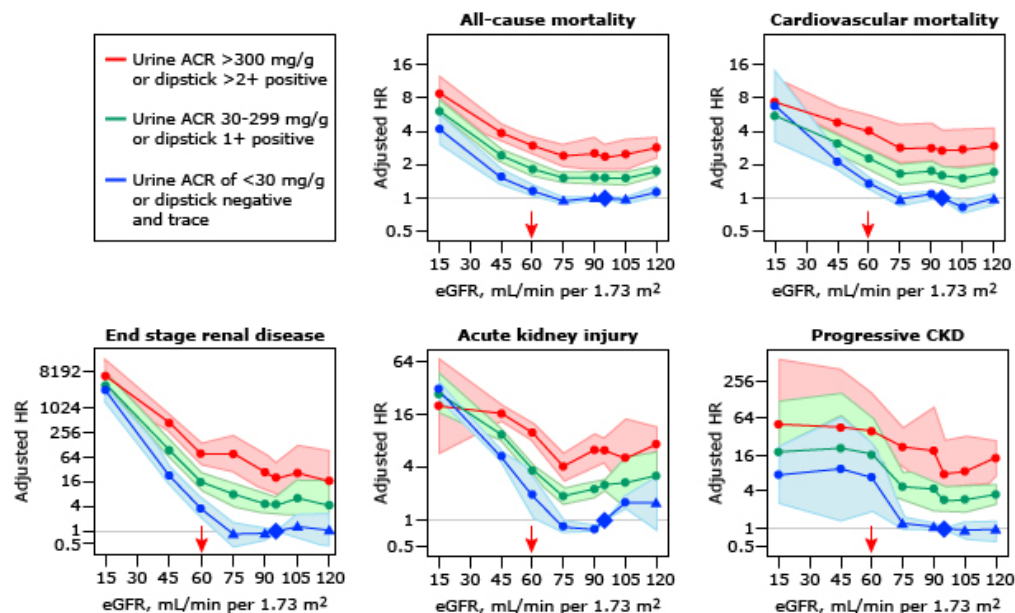 All-cause mortality
Cardiovascular mortality
Urine ACR >300 mg/g
or dipstick >2+ positive
Urine ACR 30-299 mg/g
or dipstick 1+ positive
Urine ACR of <30 mg/g
or dipstick negative
and trace
Adjusted HR
16
8
4
2
1
0.5
15 30 45 60 75 90 105 120
eGFR, mL/min per 1.73 m²
Adjusted HR
16
8
4
2
1
0.5
15 30 45 60 75 90 105 120
eGFR, mL/min per 1.73 m²
End stage renal disease
Acute kidney injury
Progressive CKD
Adjusted HR
8192
1024
256
64
16
4
1
0.5
15 30 45 60 75 90 105 120
eGFR, mL/min per 1.73 m²
Adjusted HR
64
16
4
1
0.5
15 30 45 60 75 90 105 120
eGFR, mL/min per 1.73 m²
Adjusted HR
256
64
16
4
1
0.5
15 30 45 60 75 90 105 120
eGFR, mL/min per 1.73 m²